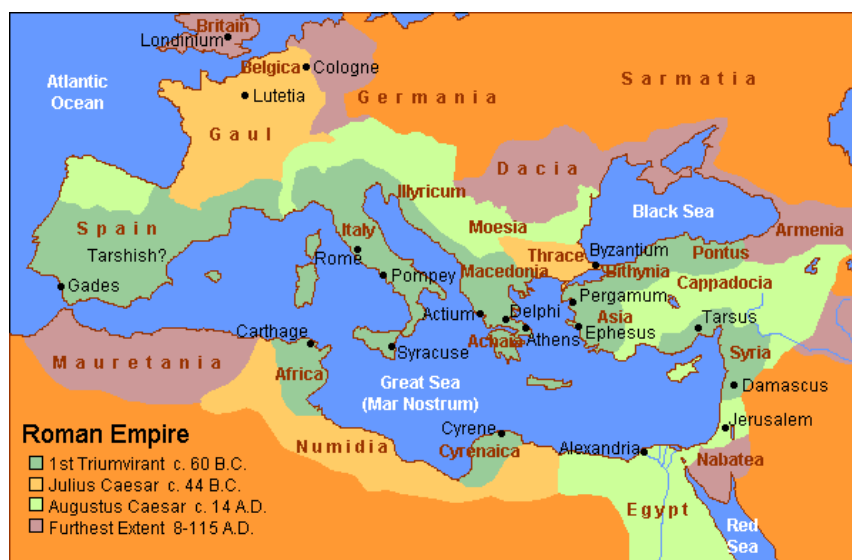 Britain
Londinium
Belgica
Cologne
Sarmatia
Atlantic
Ocean
Lutetia
Germania
Gaul
Dacia
Illyricum
Black Sea
Spain
Moesia
Armenia
Tarshish?
Italy
Rome
Thrace
Byzantium
Pontus
Bithynia
Gades
Pompey
Macedonia
Cappadocia
Pergamum
Actium
Delphi
Asia
Tarsus
Carthage
Achaia
Athens
Ephesus
Mauretania
Syracuse
Syria
Africa
Great Sea
(Mar Nostrum)
Damascus
Roman Empire
Cyrene
Jerusalem
Numidia
Cyrenaica
Alexandria
1st Triumvirant c. 60 B.C.
Nabatea
Julius Caesar c. 44 B.C.
Augustus Caesar c. 14 A.D.
Egypt
Furthest Extent 8-115 A.D.
Red
Sea